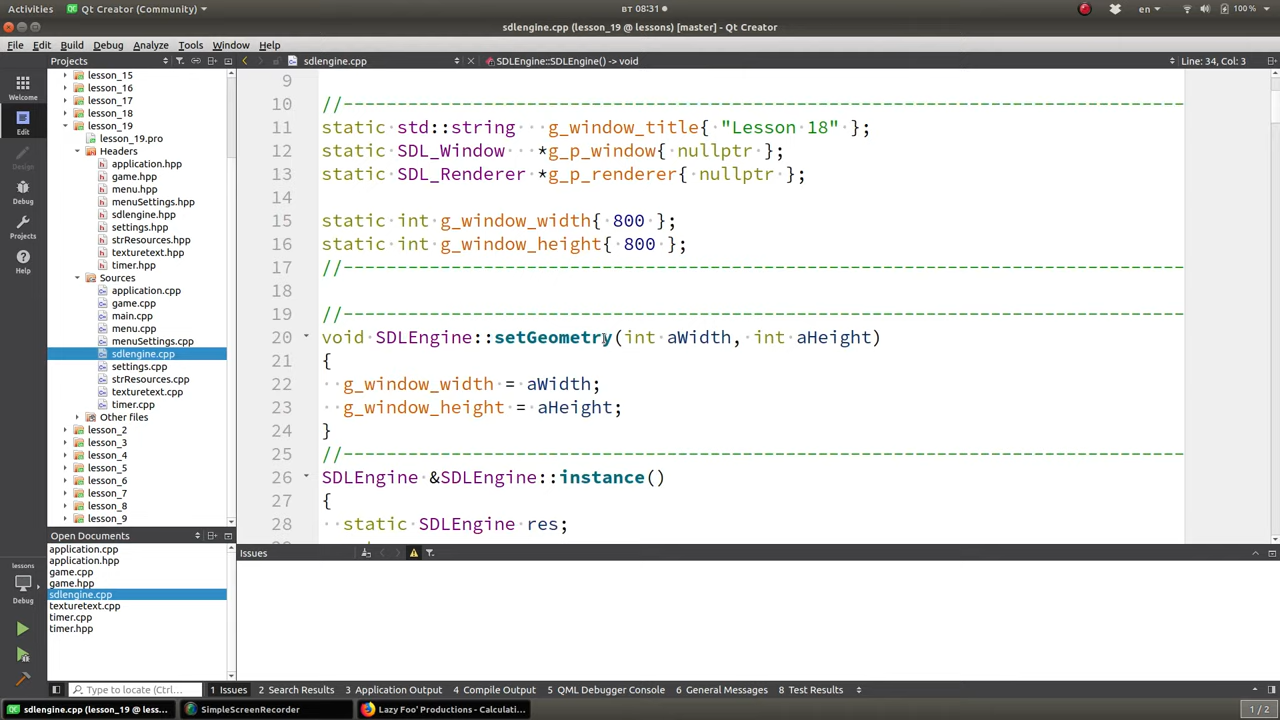 Activities Qt Creator (Community) вт 08:31 en 100 %
sdlengine.cpp (lesson_19 @ lessons) [master] - Qt Creator
File Edit Build Debug Analyze Tools Window Help
Projects sdlengine.cpp SDLEngine::SDLEngine() -> void Line: 34, Col: 3
Welcome
Edit
Design
Debug
Projects
Help
lesson_15
lesson_16
lesson_17
lesson_18
lesson_19
lesson_19.pro
Headers
application.hpp
game.hpp
menu.hpp
menuSettings.hpp
sdlengine.hpp
settings.hpp
strResources.hpp
texturetext.hpp
timer.hpp
Sources
application.cpp
game.cpp
main.cpp
menu.cpp
menuSettings.cpp
sdlengine.cpp
settings.cpp
strResources.cpp
texturetext.cpp
timer.cpp
Other files
lesson_2
lesson_3
lesson_4
lesson_5
lesson_6
lesson_7
lesson_8
lesson_9
9
10 //------------------------------------------------------------------------------
11 static std::string   g_window_title{ "Lesson 18" };
12 static SDL_Window   *g_p_window{ nullptr };
13 static SDL_Renderer *g_p_renderer{ nullptr };
14
15 static int g_window_width{ 800 };
16 static int g_window_height{ 800 };
17 //------------------------------------------------------------------------------
18
19 //------------------------------------------------------------------------------
20 void SDLEngine::setGeometry(int aWidth, int aHeight)
21 {
22   g_window_width = aWidth;
23   g_window_height = aHeight;
24 }
25 //------------------------------------------------------------------------------
26 SDLEngine &SDLEngine::instance()
27 {
28   static SDLEngine res;
Open Documents
application.cpp
application.hpp
game.cpp
game.hpp
sdlengine.cpp
texturetext.cpp
timer.cpp
timer.hpp
Issues
lessons
Debug
Type to locate (Ctrl+K) 1 Issues 2 Search Results 3 Application Output 4 Compile Output 5 QML Debugger Console 6 General Messages 8 Test Results
sdlengine.cpp (lesson_19 @ less... SimpleScreenRecorder Lazy Foo' Productions - Calculati... 1 / 2